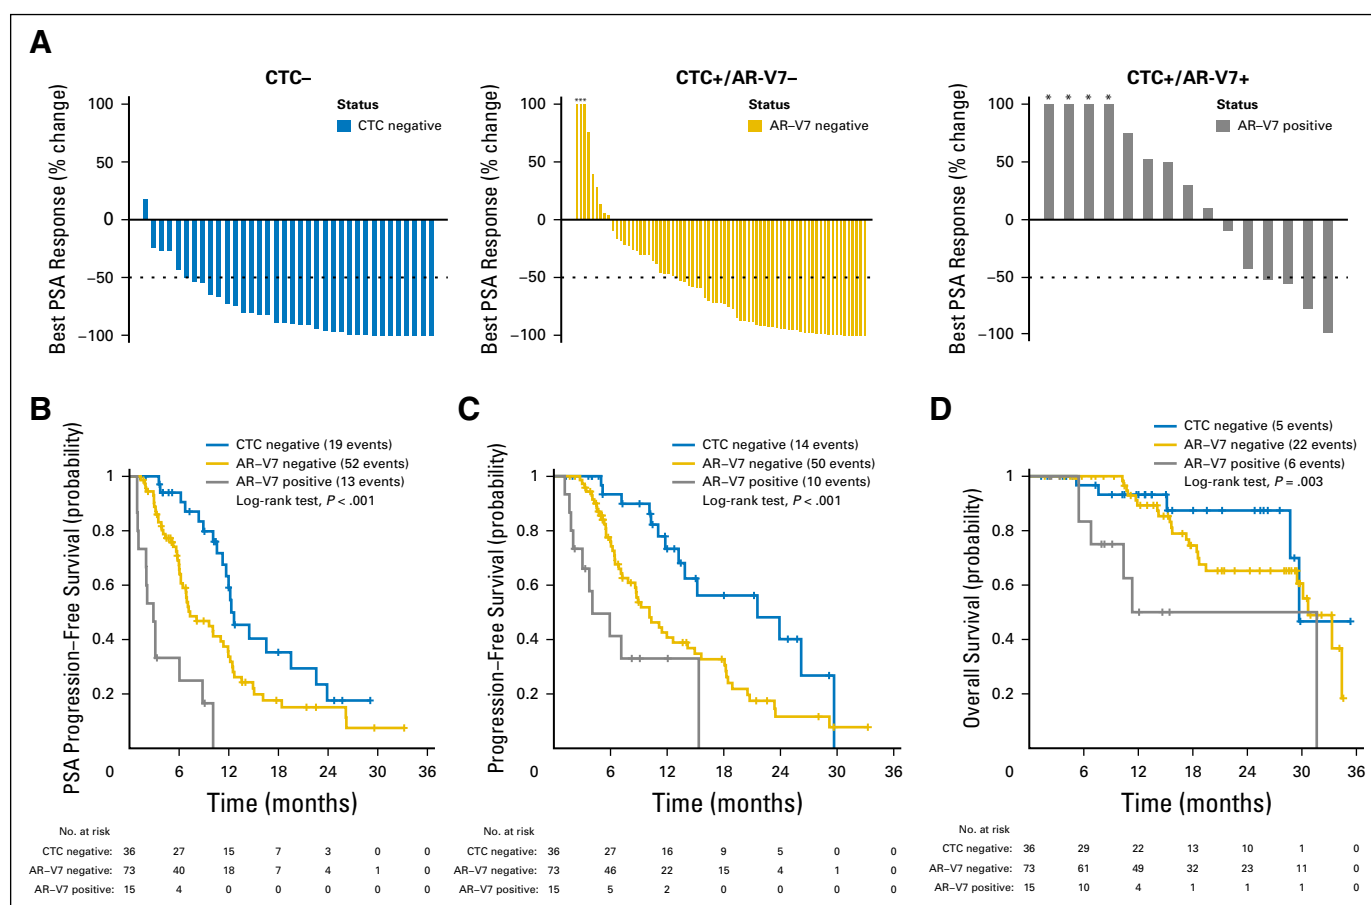 A
CTC–
Best PSA Response (% change)
100
50
0
–50
–100
Status
CTC negative
CTC+/AR-V7–
Best PSA Response (% change)
100
50
0
–50
–100
***
Status
AR–V7 negative
CTC+/AR-V7+
Best PSA Response (% change)
100
50
0
–50
–100
* * * *
Status
AR–V7 positive
B
PSA Progression–Free Survival (probability)
CTC negative (19 events)
AR–V7 negative (52 events)
AR–V7 positive (13 events)
Log-rank test, P < .001
1
0.8
0.6
0.4
0.2
0 6 12 18 24 30 36
Time (months)
No. at risk
CTC negative: 36 27 15 7 3 0 0
AR–V7 negative: 73 40 18 7 4 1 0
AR–V7 positive: 15 4 0 0 0 0 0
C
Progression–Free Survival (probability)
CTC negative (14 events)
AR–V7 negative (50 events)
AR–V7 positive (10 events)
Log-rank test, P < .001
1
0.8
0.6
0.4
0.2
0 6 12 18 24 30 36
Time (months)
No. at risk
CTC negative: 36 27 16 9 5 0 0
AR–V7 negative: 73 46 22 15 4 1 0
AR–V7 positive: 15 5 2 0 0 0 0
D
Overall Survival (probability)
CTC negative (5 events)
AR–V7 negative (22 events)
AR–V7 positive (6 events)
Log-rank test, P = .003
1
0.8
0.6
0.4
0.2
0 6 12 18 24 30 36
Time (months)
No. at risk
CTC negative: 36 29 22 13 10 1 0
AR–V7 negative: 73 61 49 32 23 11 0
AR–V7 positive: 15 10 4 1 1 1 0